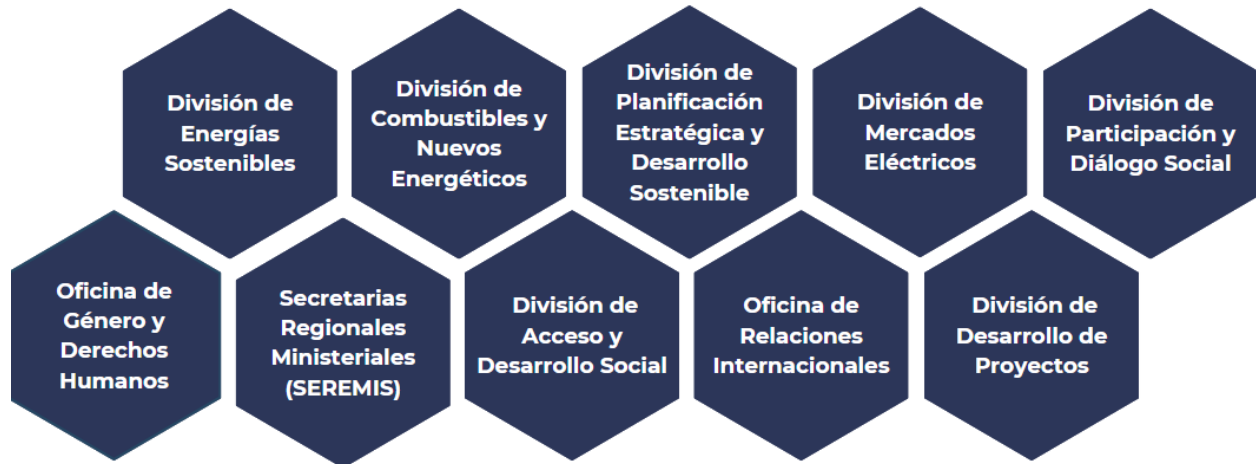 División de
Energías
Sostenibles
División de
Combustibles y
Nuevos
Energéticos
División de
Planificación
Estratégica y
Desarrollo
Sostenible
División de
Mercados
Eléctricos
División de
Participación y
Diálogo Social
Oficina de
Género y
Derechos
Humanos
Secretarias
Regionales
Ministeriales
(SEREMIS)
División de
Acceso y
Desarrollo Social
Oficina de
Relaciones
Internacionales
División de
Desarrollo de
Proyectos